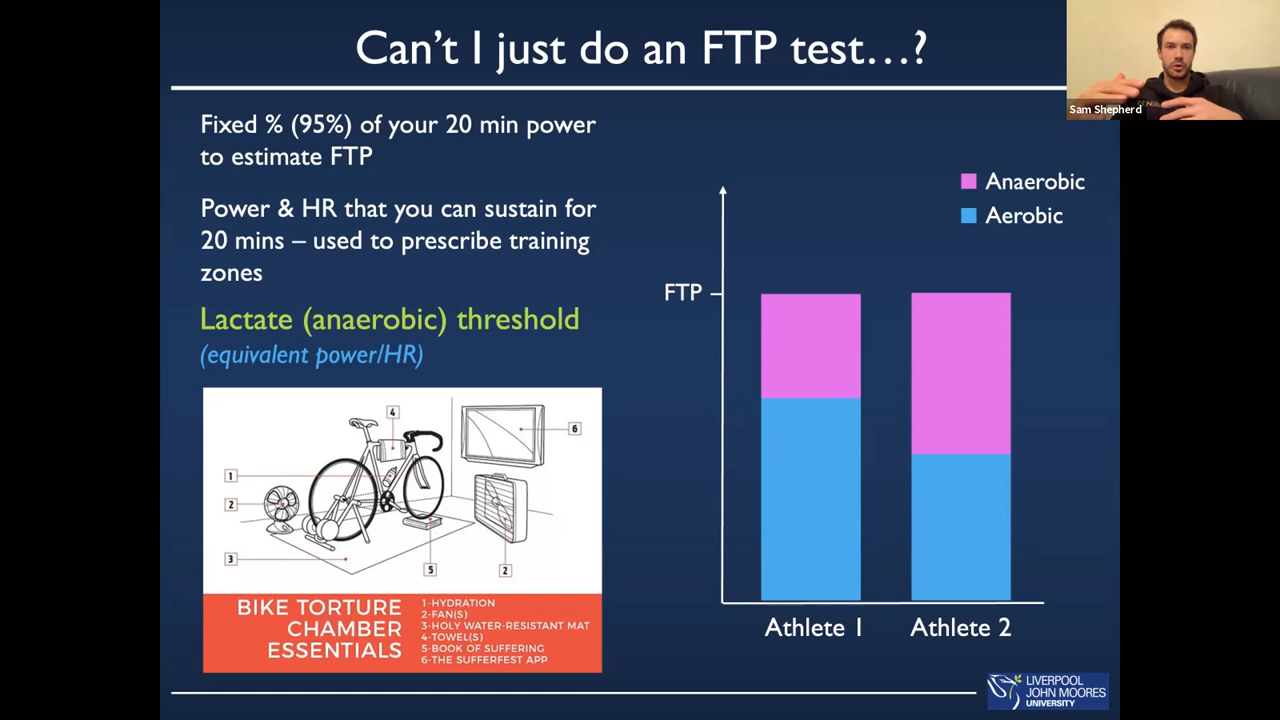 Can't I just do an FTP test…?
Sam Shepherd
Fixed % (95%) of your 20 min power
to estimate FTP
Power & HR that you can sustain for
20 mins – used to prescribe training
zones
Lactate (anaerobic) threshold
(equivalent power/HR)
4
6
1
2
3
5
2
BIKE TORTURE
CHAMBER
ESSENTIALS
1-HYDRATION
2-FAN(S)
3-HOLY WATER-RESISTANT MAT
4-TOWEL(S)
5-BOOK OF SUFFERING
6-THE SUFFERFEST APP
Anaerobic
Aerobic
FTP
Athlete 1
Athlete 2
LIVERPOOL
JOHN MOORES
UNIVERSITY